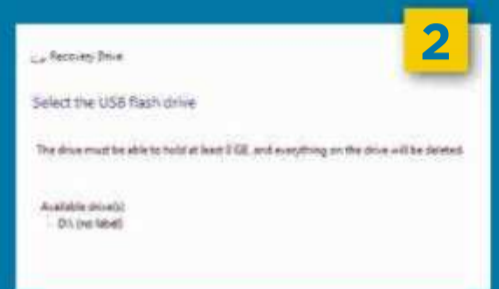 2
Recovery Drive
Select the USB flash drive
The drive must be able to hold at least GB, and everything on the drive will be deleted.
Available drive(s)
D:\ (no label)